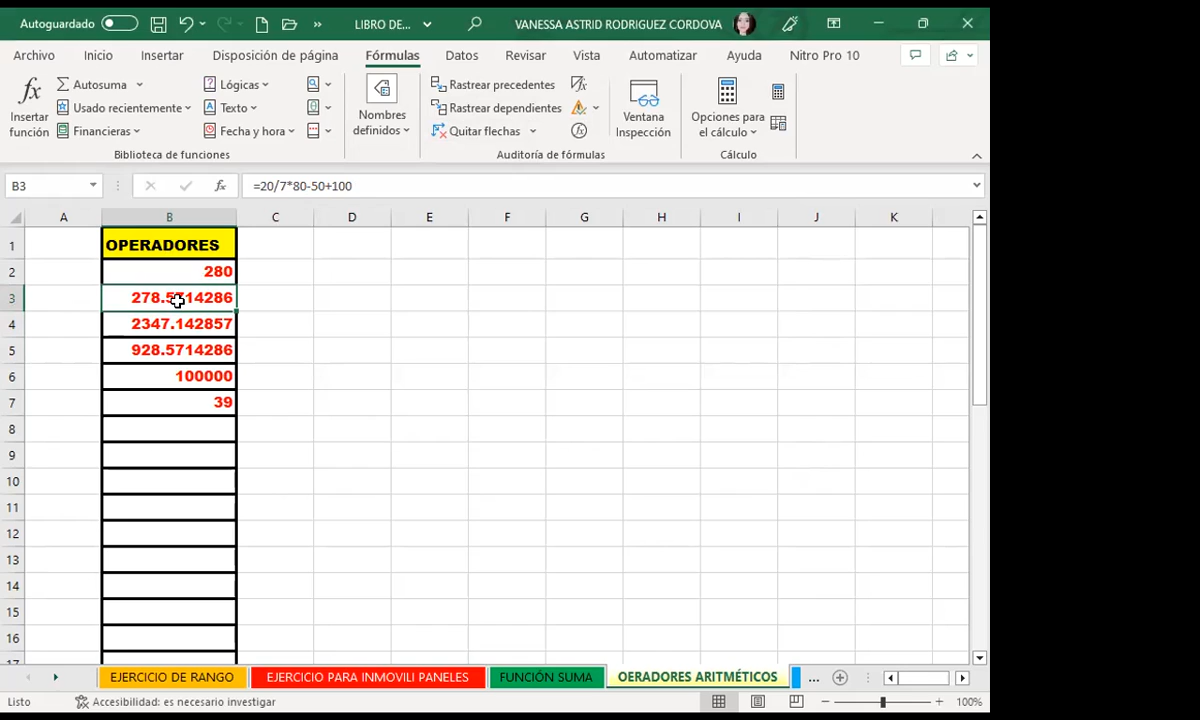 Autoguardado
»
LIBRO DE...
VANESSA ASTRID RODRIGUEZ CORDOVA
Archivo Inicio Insertar Disposición de página Fórmulas Datos Revisar Vista Automatizar Ayuda Nitro Pro 10
fx
Insertar
función
Autosuma
Usado recientemente
Financieras
Lógicas
Texto
Fecha y hora
Biblioteca de funciones
Nombres
definidos
Rastrear precedentes
Rastrear dependientes
Quitar flechas
Auditoría de fórmulas
Ventana
Inspección
Opciones para
el cálculo
Cálculo
B3
fx
=20/7*80-50+100
A B C D E F G H I J K
1 OPERADORES
2 280
3 278.5714286
4 2347.142857
5 928.5714286
6 100000
7 39
8
9
10
11
12
13
14
15
16
17
EJERCICIO DE RANGO EJERCICIO PARA INMOVILI PANELES FUNCIÓN SUMA OERADORES ARITMÉTICOS ...
Listo Accesibilidad: es necesario investigar 100%